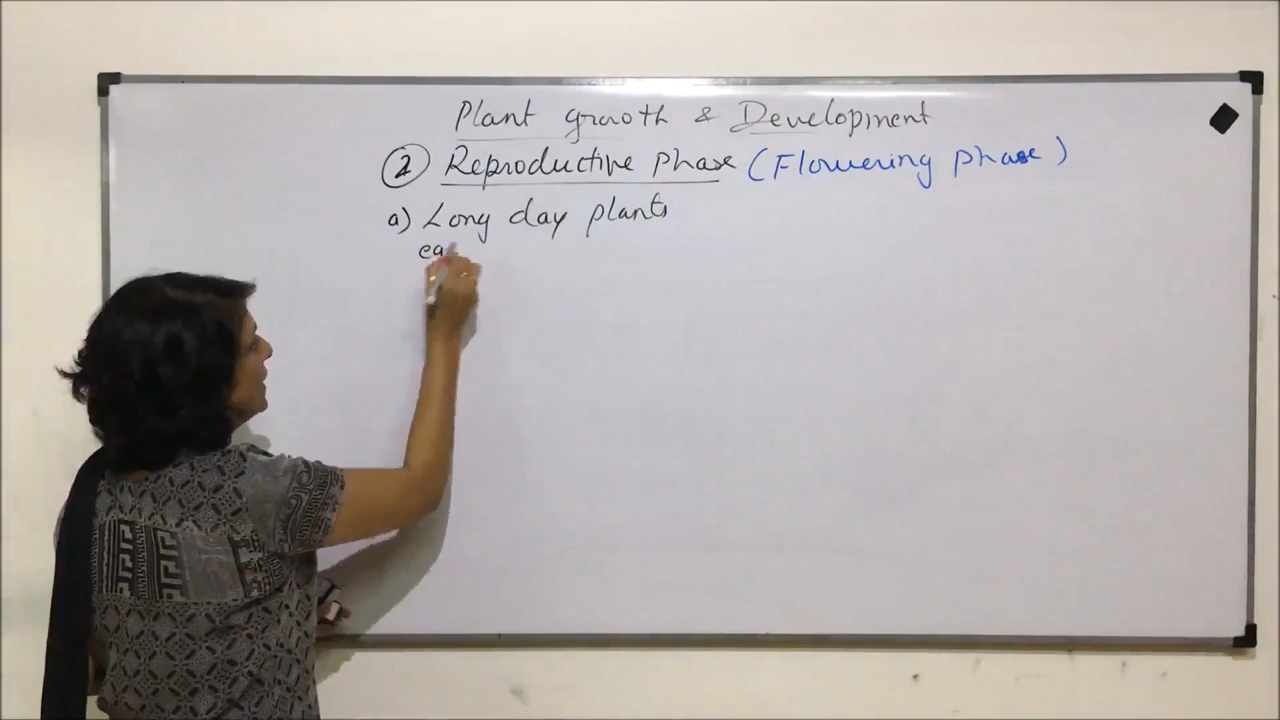 Plant growth & Development
② Reproductive phase (Flowering phase)
a) Long day plants